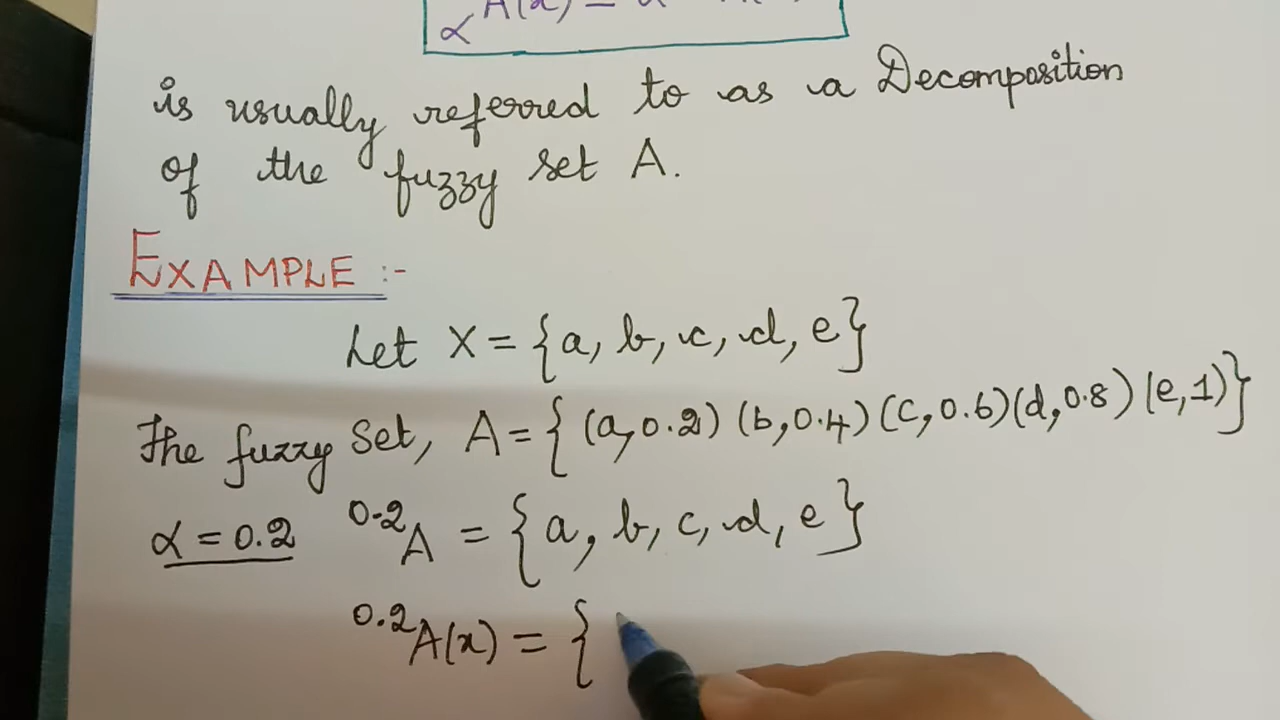 is usually referred to as a Decomposition
of the fuzzy set A.
EXAMPLE :-
Let X = {a, b, c, d, e}
The fuzzy Set, A = { (a,0.2) (b,0.4) (c,0.6) (d,0.8) (e,1)}
α = 0.2 ⁰·²A = {a, b, c, d, e}
⁰·²A(x) = {